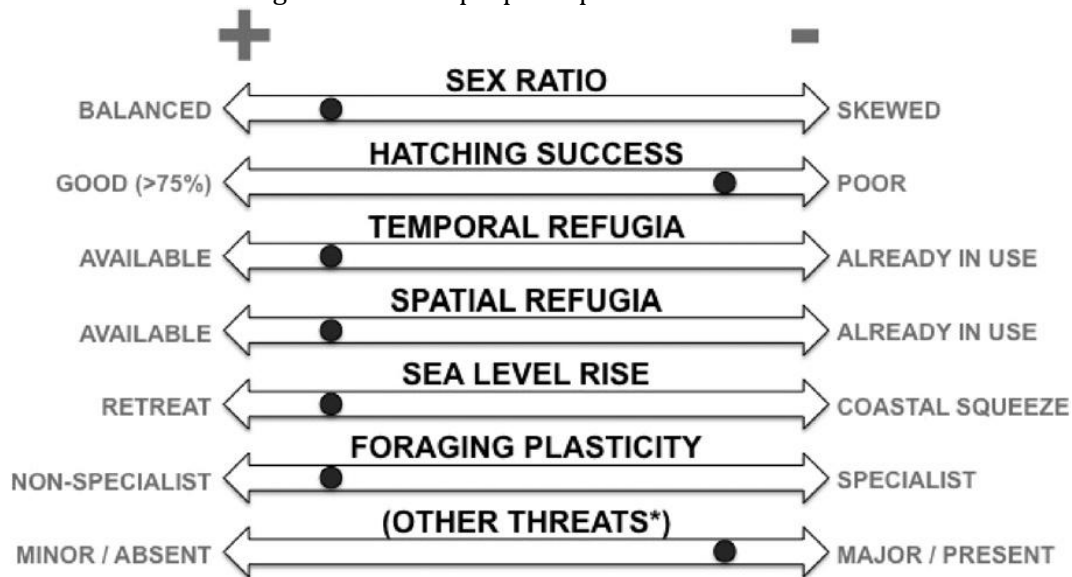 + -
SEX RATIO
BALANCED SKEWED
HATCHING SUCCESS
GOOD (>75%) POOR
TEMPORAL REFUGIA
AVAILABLE ALREADY IN USE
SPATIAL REFUGIA
AVAILABLE ALREADY IN USE
SEA LEVEL RISE
RETREAT COASTAL SQUEEZE
FORAGING PLASTICITY
NON-SPECIALIST SPECIALIST
(OTHER THREATS*)
MINOR / ABSENT MAJOR / PRESENT